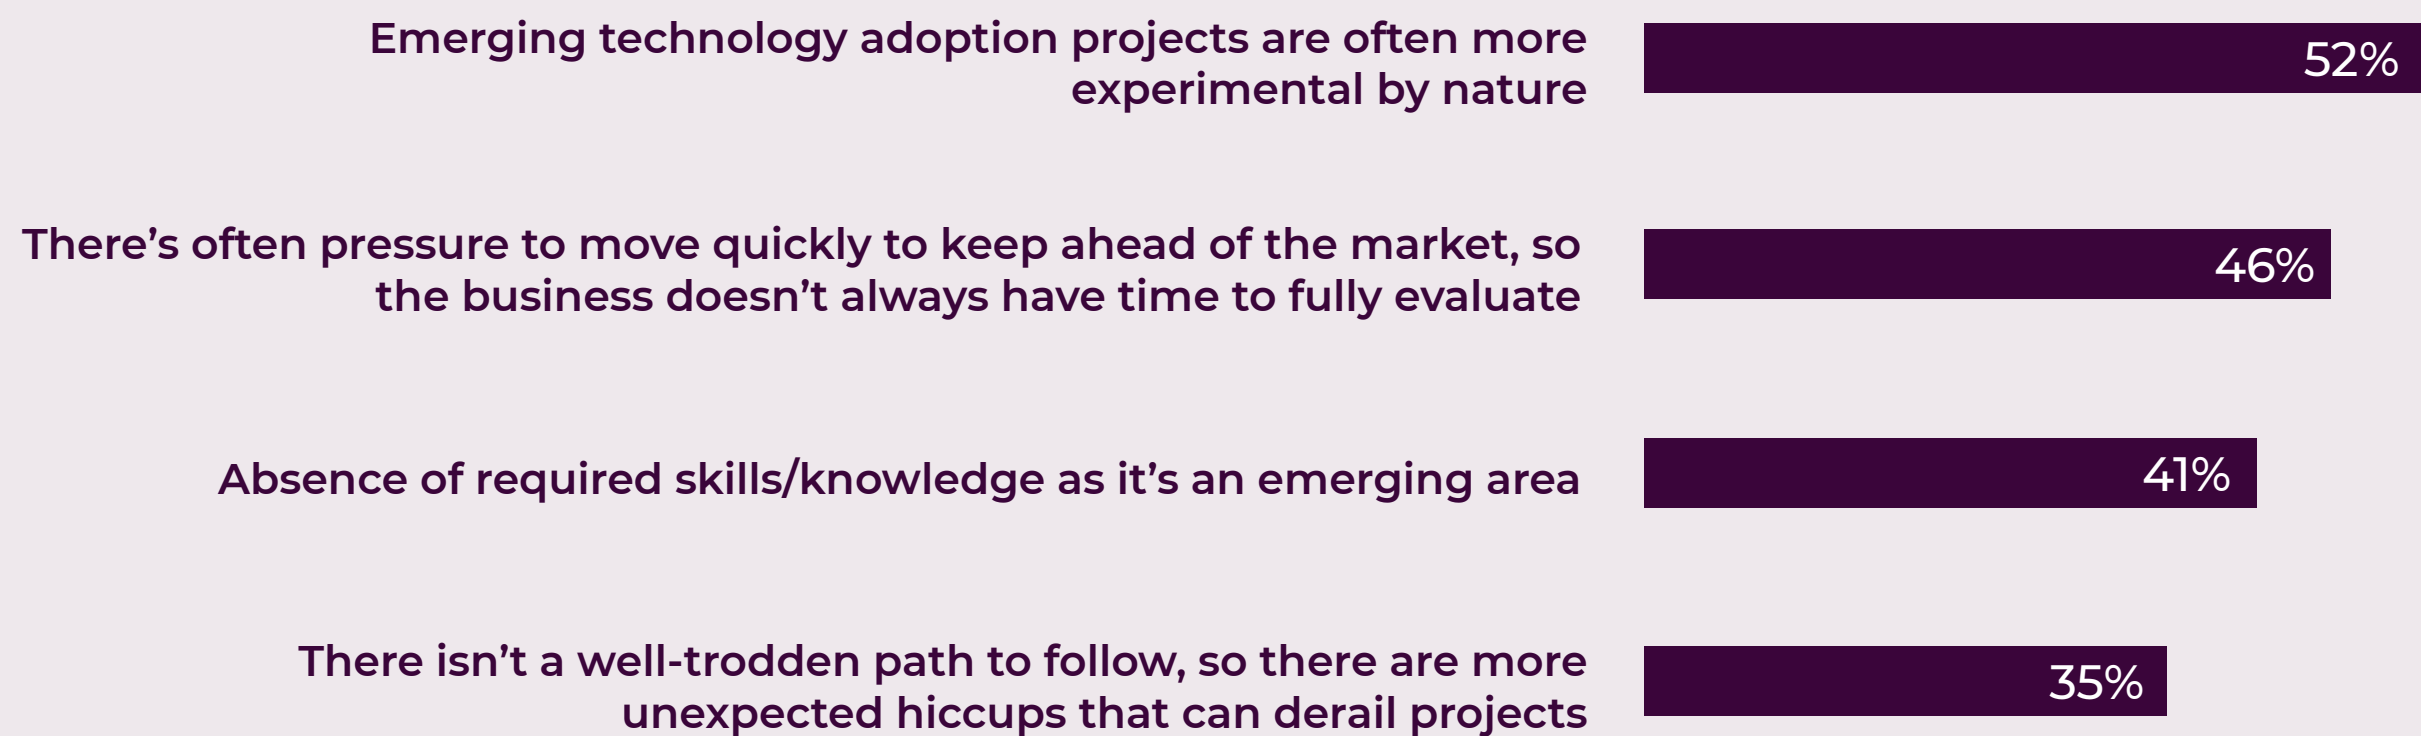 Emerging technology adoption projects are often more
experimental by nature
52%
There’s often pressure to move quickly to keep ahead of the market, so
the business doesn’t always have time to fully evaluate
46%
Absence of required skills/knowledge as it’s an emerging area
41%
There isn’t a well-trodden path to follow, so there are more
unexpected hiccups that can derail projects
35%